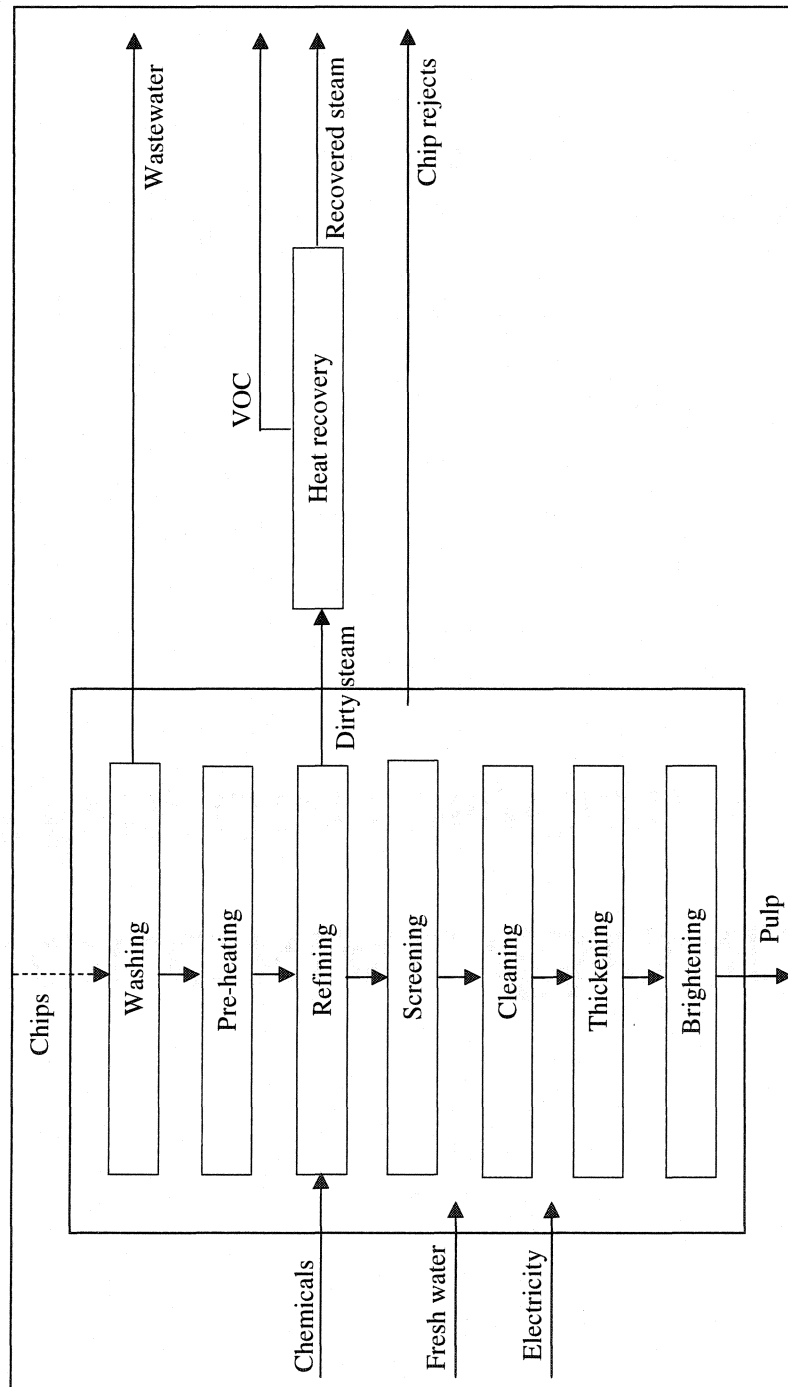 Chips
Washing
Wastewater
Pre-heating
VOC
Chemicals
Refining
Dirty steam
Heat recovery
Recovered steam
Screening
Chip rejects
Fresh water
Cleaning
Electricity
Thickening
Brightening
Pulp